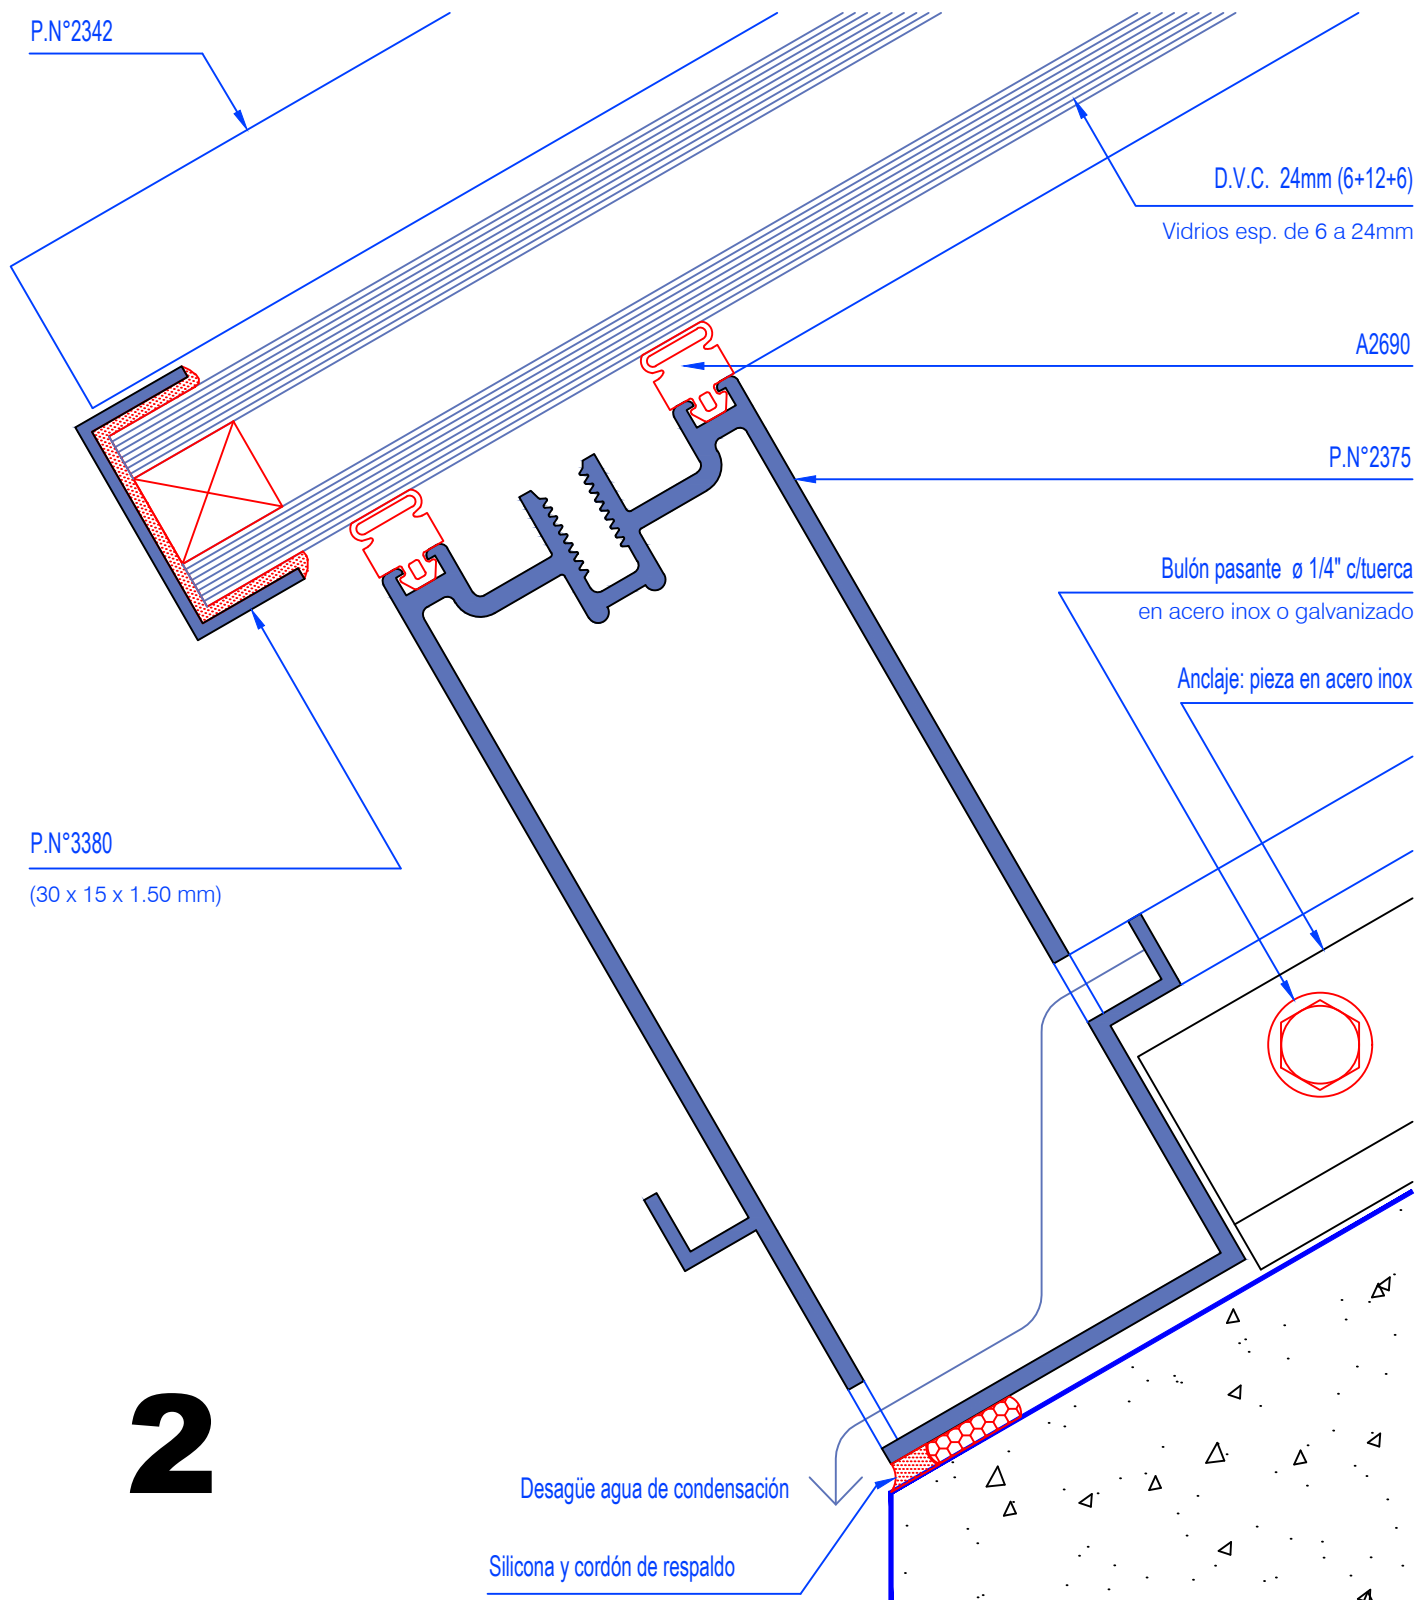 P.N°2342
D.V.C. 24mm (6+12+6)
Vidrios esp. de 6 a 24mm
A2690
P.N°2375
Bulón pasante ø 1/4" c/tuerca
en acero inox o galvanizado
Anclaje: pieza en acero inox
P.N°3380
(30 x 15 x 1.50 mm)
2
Desagüe agua de condensación
Silicona y cordón de respaldo